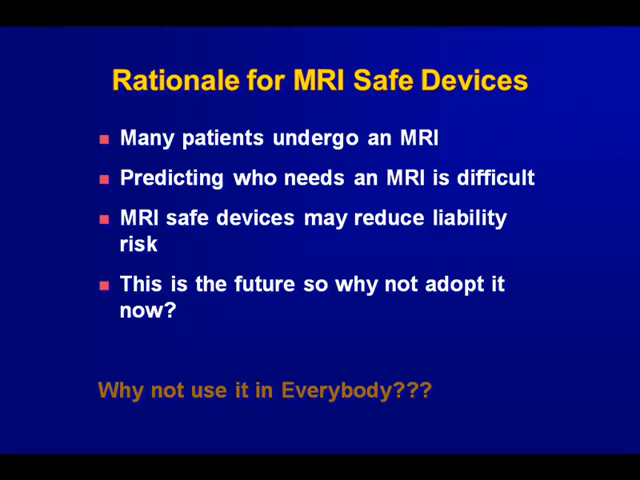 Rationale for MRI Safe Devices
Many patients undergo an MRI
Predicting who needs an MRI is difficult
MRI safe devices may reduce liability
risk
This is the future so why not adopt it
now?
Why not use it in Everybody???